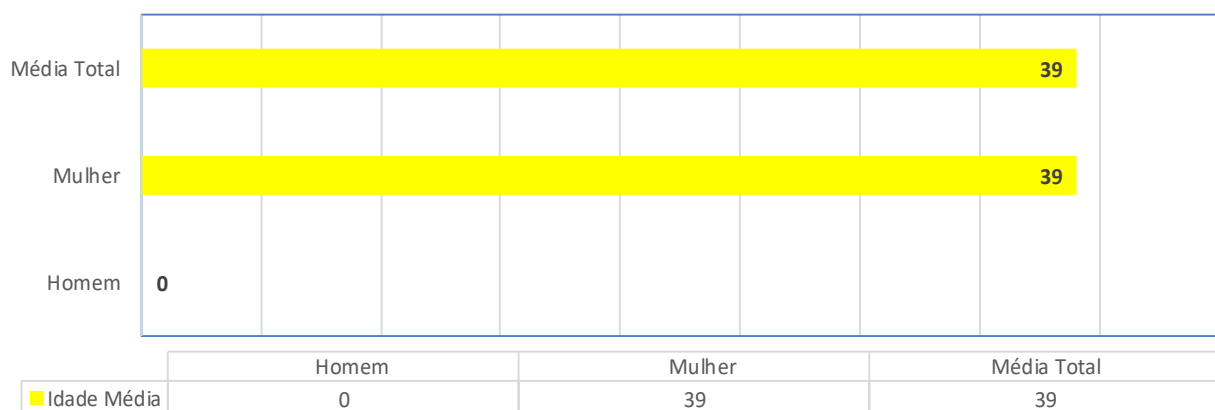 Média Total 39
Mulher 39
Homem 0
Homem Mulher Média Total
Idade Média 0 39 39